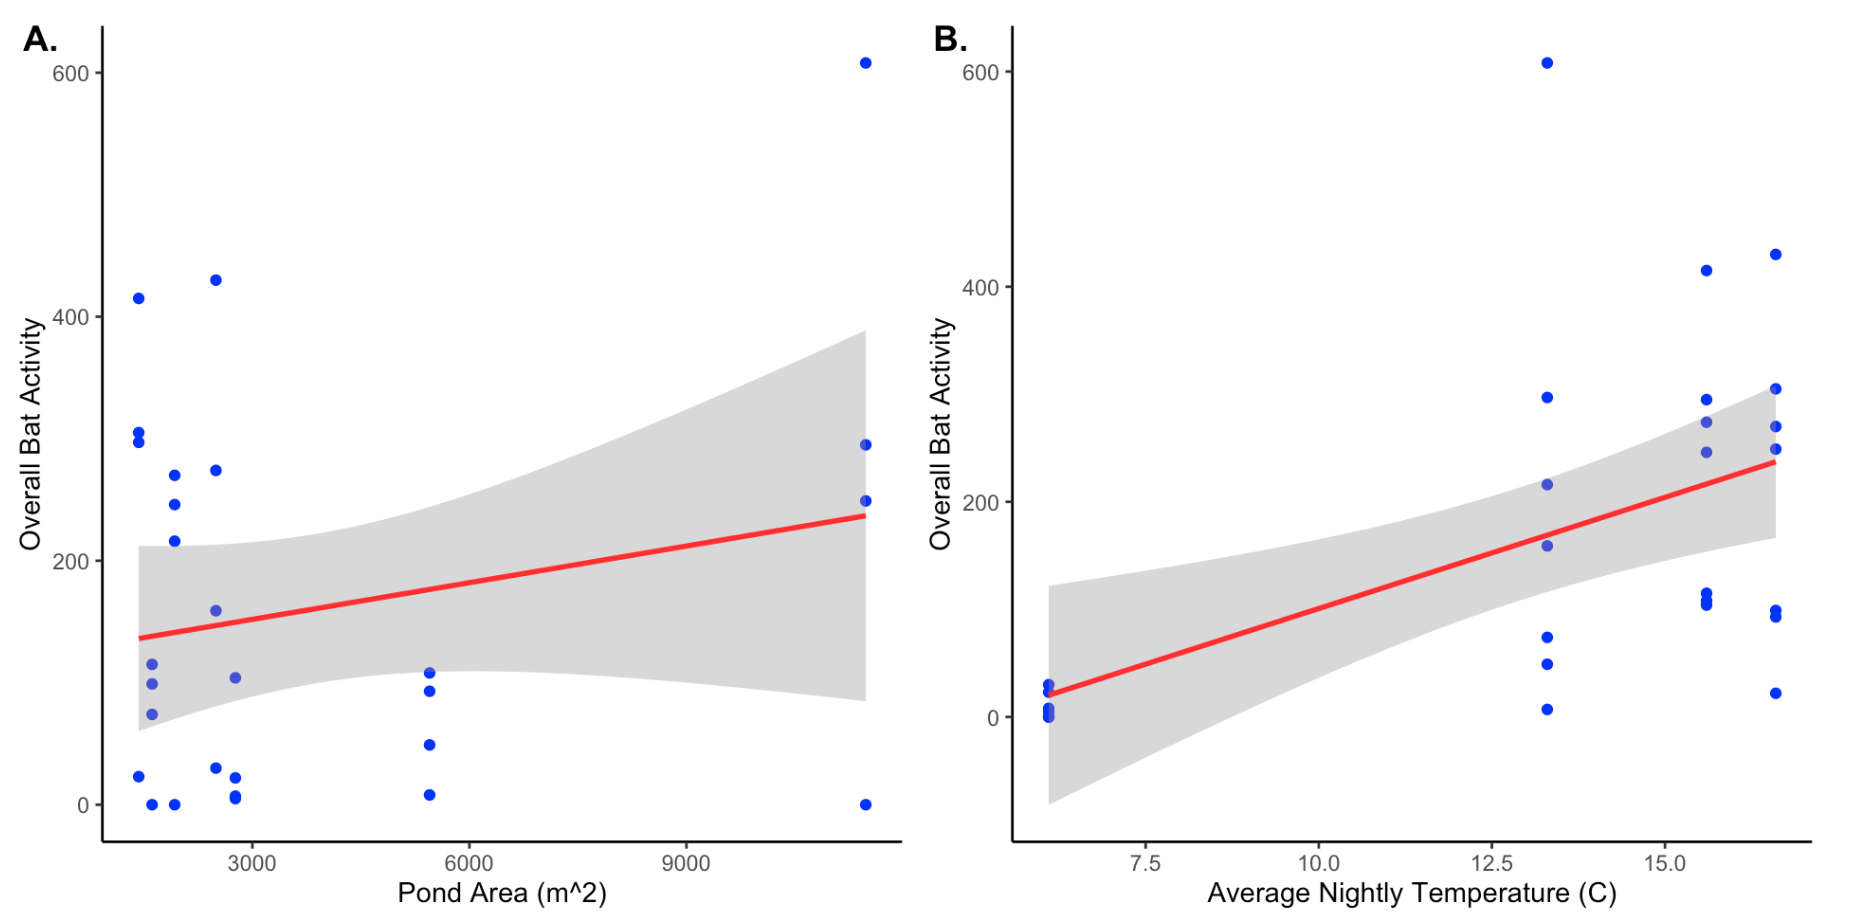 A.
Overall Bat Activity
600
400
200
0
3000 6000 9000
Pond Area (m^2)
B.
Overall Bat Activity
600
400
200
0
7.5 10.0 12.5 15.0
Average Nightly Temperature (C)